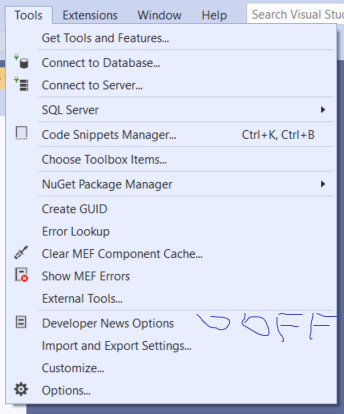 Tools Extensions Window Help Search Visual Stud
Get Tools and Features...
Connect to Database...
Connect to Server...
SQL Server
Code Snippets Manager... Ctrl+K, Ctrl+B
Choose Toolbox Items...
NuGet Package Manager
Create GUID
Error Lookup
Clear MEF Component Cache...
Show MEF Errors
External Tools...
Developer News Options
Import and Export Settings...
Customize...
Options...